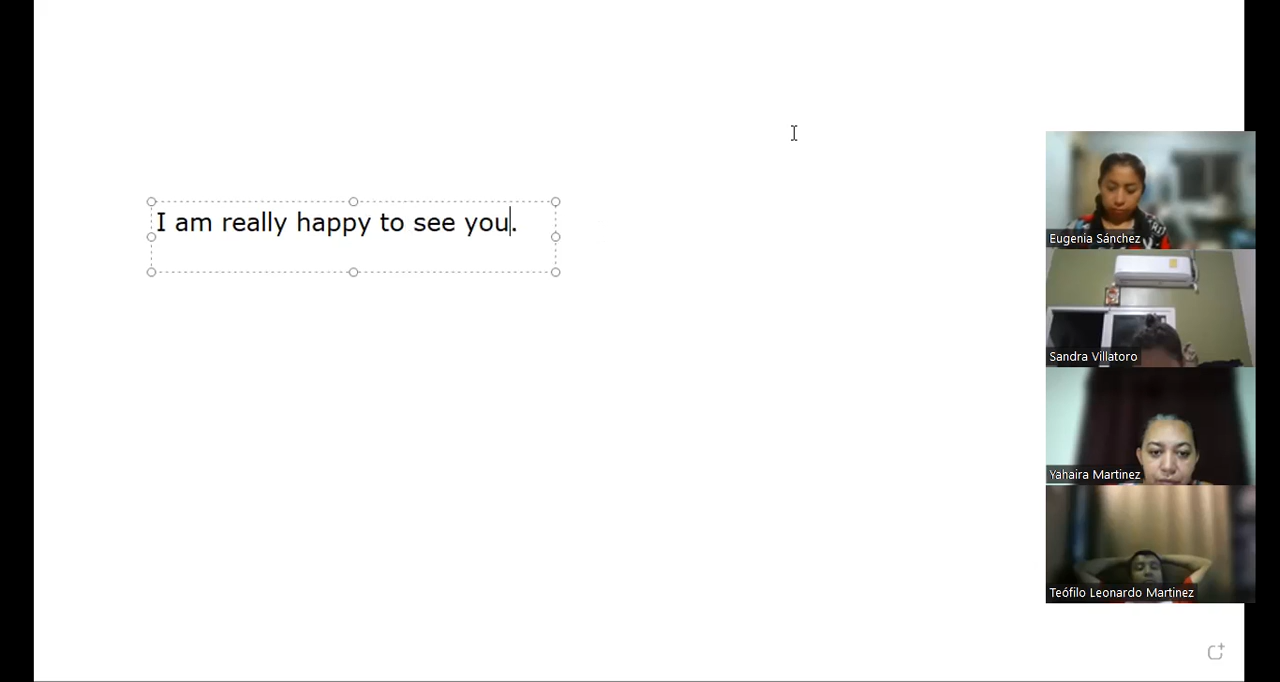 I am really happy to see you.
Eugenia Sánchez
Sandra Villatoro
Yahaira Martinez
Teófilo Leonardo Martinez